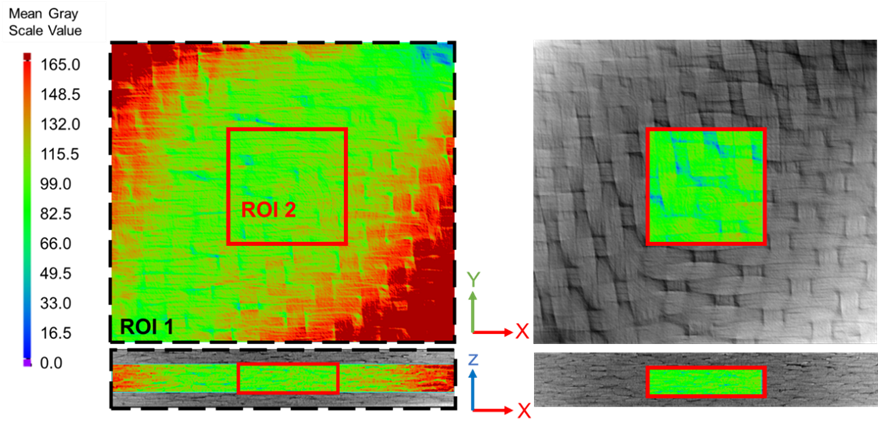 Mean Gray
Scale Value
165.0
148.5
132.0
115.5
99.0
82.5
66.0
49.5
33.0
16.5
0.0
ROI 2
ROI 1
Y
X
Z
X